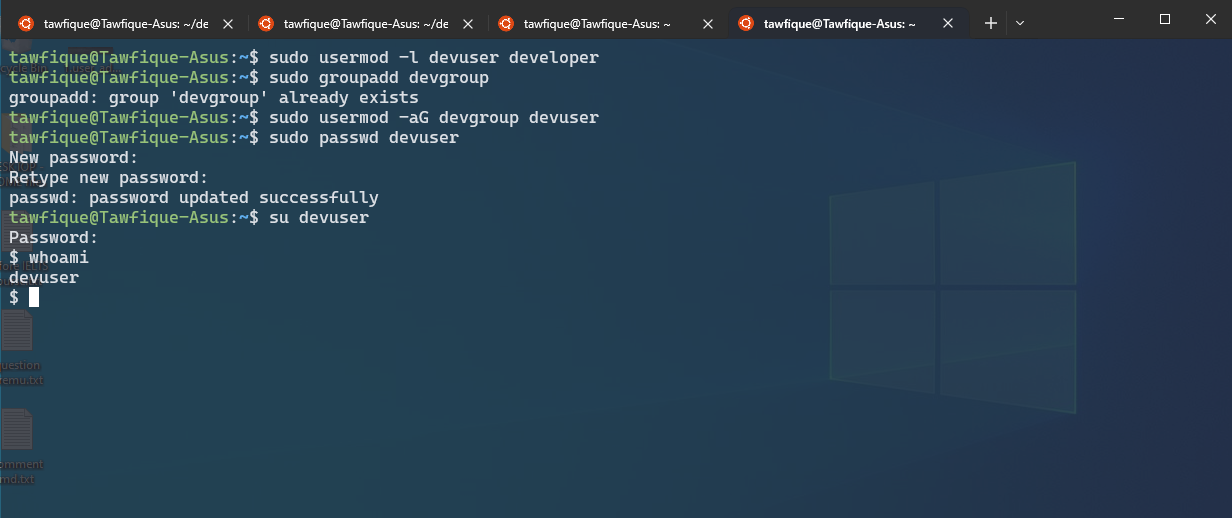 tawfique@Tawfique-Asus: ~/de
tawfique@Tawfique-Asus: ~/de
tawfique@Tawfique-Asus: ~
tawfique@Tawfique-Asus: ~
tawfique@Tawfique-Asus:~$ sudo usermod -l devuser developer
tawfique@Tawfique-Asus:~$ sudo groupadd devgroup
groupadd: group 'devgroup' already exists
tawfique@Tawfique-Asus:~$ sudo usermod -aG devgroup devuser
tawfique@Tawfique-Asus:~$ sudo passwd devuser
New password:
Retype new password:
passwd: password updated successfully
tawfique@Tawfique-Asus:~$ su devuser
Password:
$ whoami
devuser
$
uestion
emu.txt
omment
md.txt